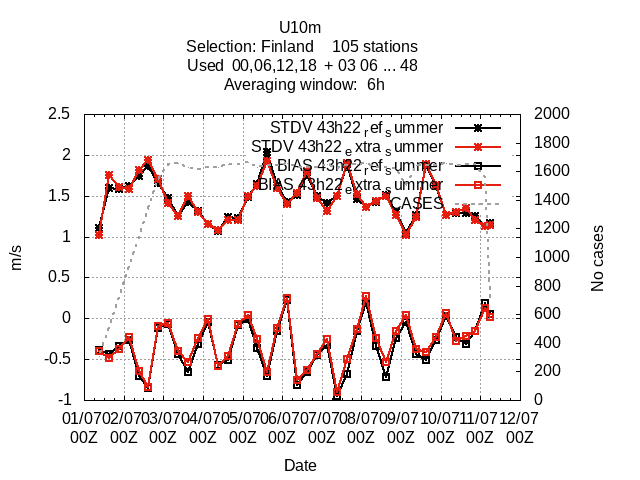 U10m
Selection: Finland    105 stations
Used  00,06,12,18  + 03 06 ... 48
Averaging window:  6h
2.5
2
1.5
1
0.5
0
-0.5
-1
m/s
2000
1800
1600
1400
1200
1000
800
600
400
200
0
No cases
STDV 43h22refsummer
STDV 43h22extrasummer
BIAS 43h22refsummer
BIAS 43h22extrasummer
CASES
01/07 02/07 03/07 04/07 05/07 06/07 07/07 08/07 09/07 10/07 11/07 12/07
00Z 00Z 00Z 00Z 00Z 00Z 00Z 00Z 00Z 00Z 00Z 00Z
Date